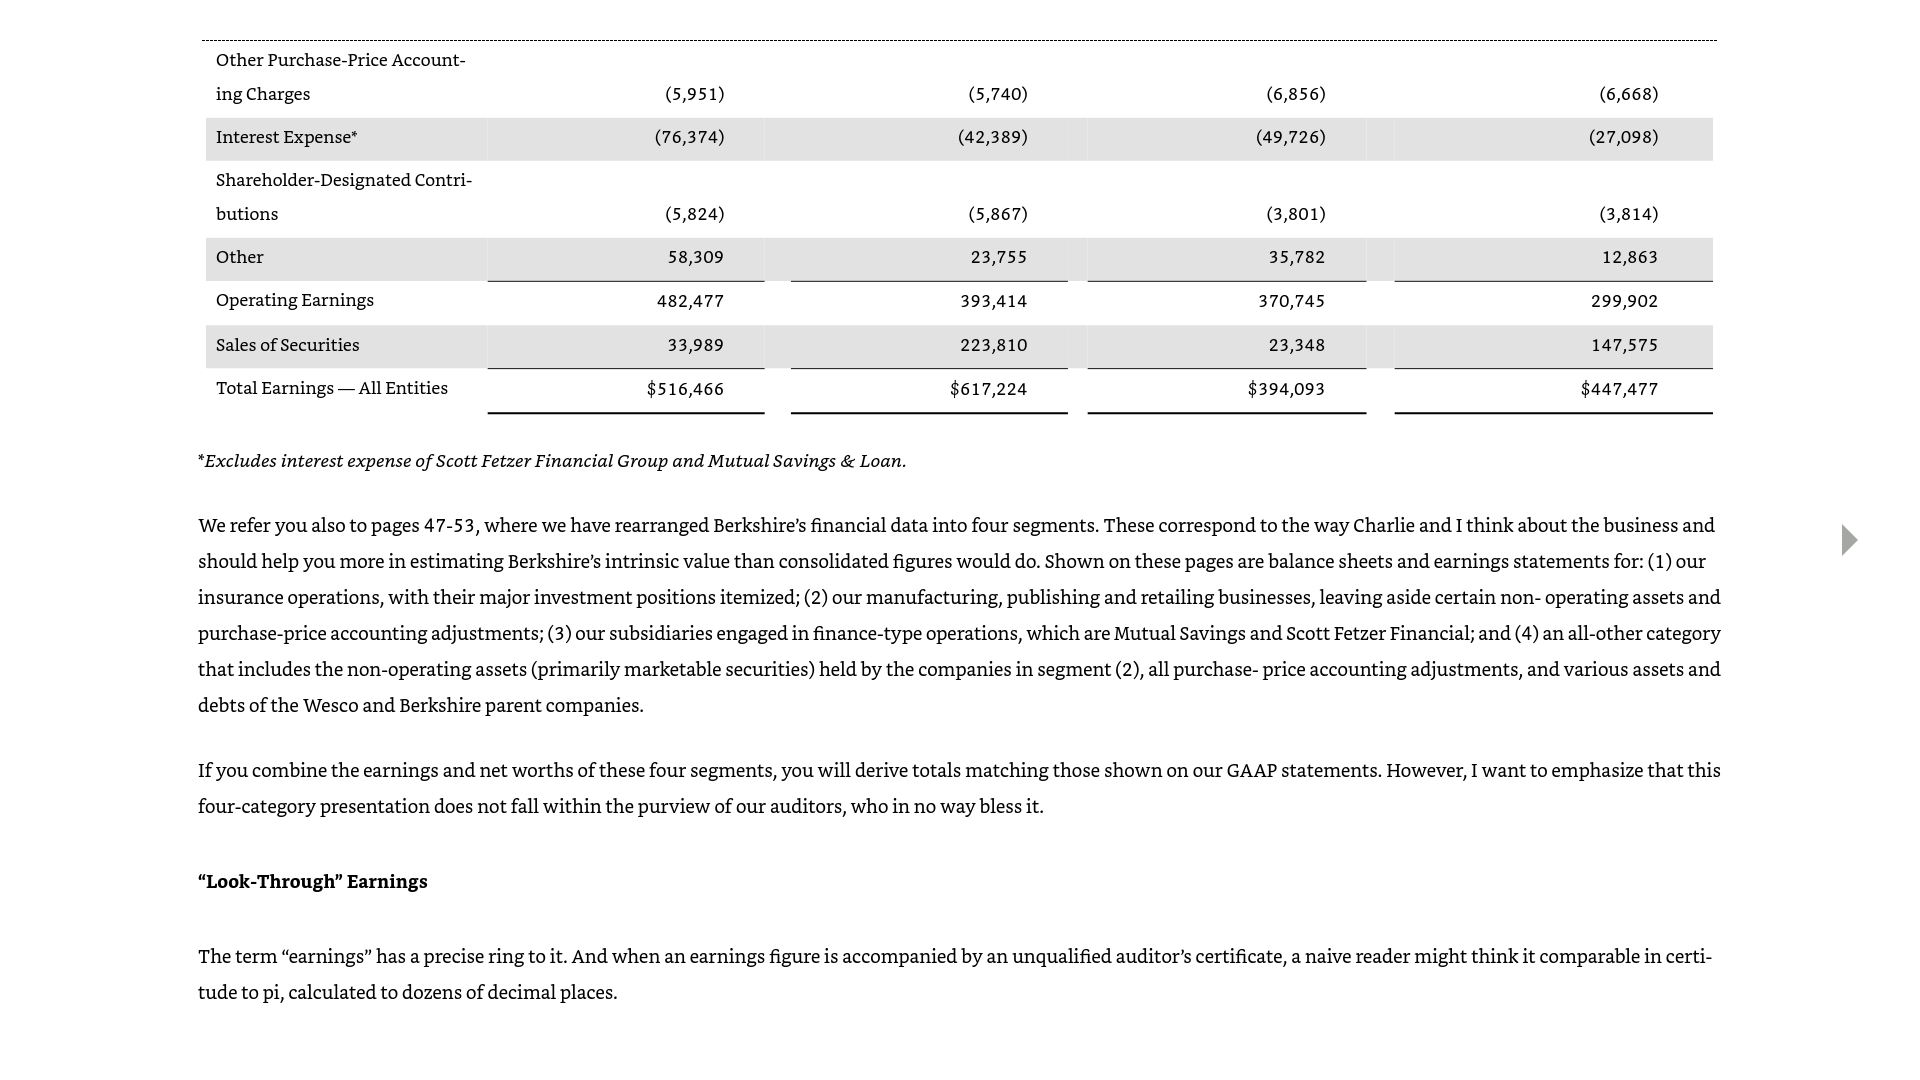 Other Purchase-Price Account-
ing Charges (5,951) (5,740) (6,856) (6,668)
Interest Expense* (76,374) (42,389) (49,726) (27,098)
Shareholder-Designated Contri-
butions (5,824) (5,867) (3,801) (3,814)
Other 58,309 23,755 35,782 12,863
Operating Earnings 482,477 393,414 370,745 299,902
Sales of Securities 33,989 223,810 23,348 147,575
Total Earnings — All Entities $516,466 $617,224 $394,093 $447,477
*Excludes interest expense of Scott Fetzer Financial Group and Mutual Savings & Loan.
We refer you also to pages 47-53, where we have rearranged Berkshire’s financial data into four segments. These correspond to the way Charlie and I think about the business and
should help you more in estimating Berkshire’s intrinsic value than consolidated figures would do. Shown on these pages are balance sheets and earnings statements for: (1) our
insurance operations, with their major investment positions itemized; (2) our manufacturing, publishing and retailing businesses, leaving aside certain non- operating assets and
purchase-price accounting adjustments; (3) our subsidiaries engaged in finance-type operations, which are Mutual Savings and Scott Fetzer Financial; and (4) an all-other category
that includes the non-operating assets (primarily marketable securities) held by the companies in segment (2), all purchase- price accounting adjustments, and various assets and
debts of the Wesco and Berkshire parent companies.
If you combine the earnings and net worths of these four segments, you will derive totals matching those shown on our GAAP statements. However, I want to emphasize that this
four-category presentation does not fall within the purview of our auditors, who in no way bless it.
“Look-Through” Earnings
The term “earnings” has a precise ring to it. And when an earnings figure is accompanied by an unqualified auditor’s certificate, a naive reader might think it comparable in certi-
tude to pi, calculated to dozens of decimal places.